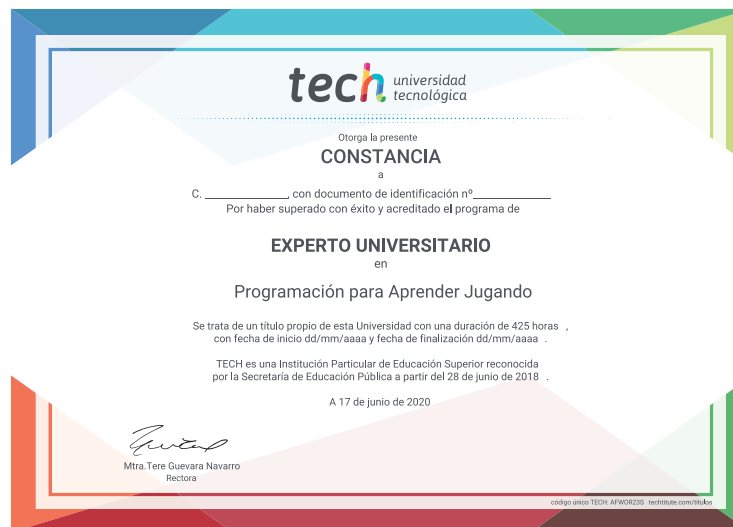 tech universidad
tecnológica
Otorga la presente
CONSTANCIA
a
C. ______________, con documento de identificación nº_____________
Por haber superado con éxito y acreditado el programa de
EXPERTO UNIVERSITARIO
en
Programación para Aprender Jugando
Se trata de un título propio de esta Universidad con una duración de 425 horas ,
con fecha de inicio dd/mm/aaaa y fecha de finalización dd/mm/aaaa .
TECH es una Institución Particular de Educación Superior reconocida
por la Secretaría de Educación Pública a partir del 28 de junio de 2018 .
A 17 de junio de 2020
Mtra.Tere Guevara Navarro
Rectora
código único TECH: AFWOR23S techtitute.com/titulos